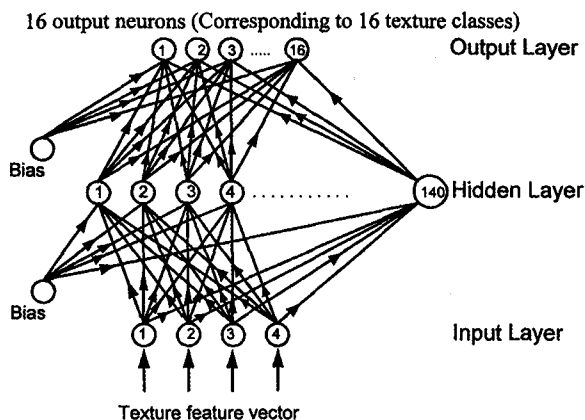 16 output neurons (Corresponding to 16 texture classes)
1 2 3 ..... 16 Output Layer
Bias
1 2 3 4 . . . . . . . . . . . 140 Hidden Layer
Bias
1 2 3 4 Input Layer
Texture feature vector